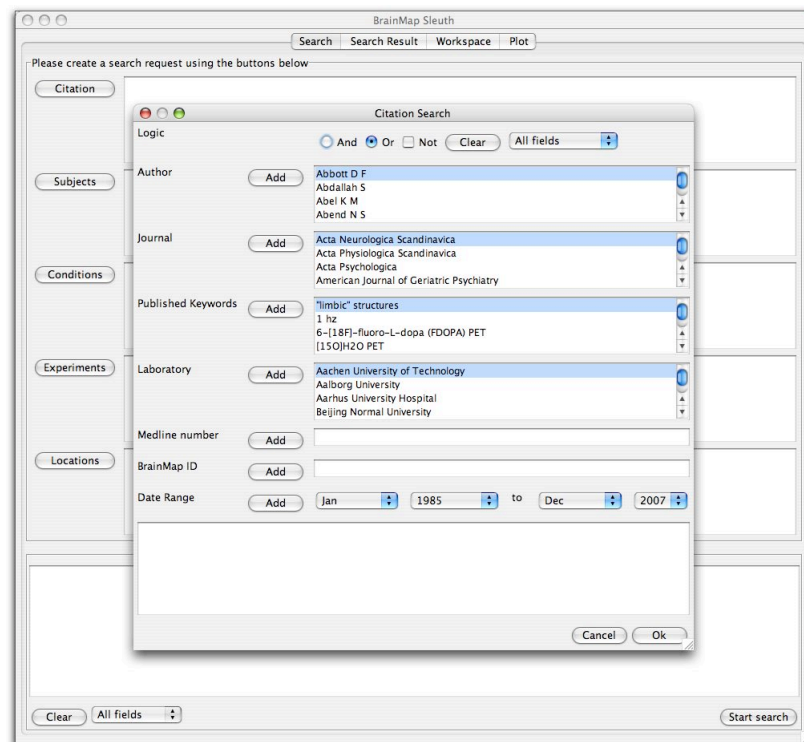 BrainMap Sleuth
Search Search Result Workspace Plot
Please create a search request using the buttons below
Citation
Subjects
Conditions
Experiments
Locations
Citation Search
Logic And Or Not Clear All fields
Author Add Abbott D F
Abdallah S
Abel K M
Abend N S
Journal Add Acta Neurologica Scandinavica
Acta Physiologica Scandinavica
Acta Psychologica
American Journal of Geriatric Psychiatry
Published Keywords Add "limbic" structures
1 hz
6-[18F]-fluoro-L-dopa (FDOPA) PET
[15O]H2O PET
Laboratory Add Aachen University of Technology
Aalborg University
Aarhus University Hospital
Beijing Normal University
Medline number Add
BrainMap ID Add
Date Range Add Jan 1985 to Dec 2007
Cancel Ok
Clear All fields Start search